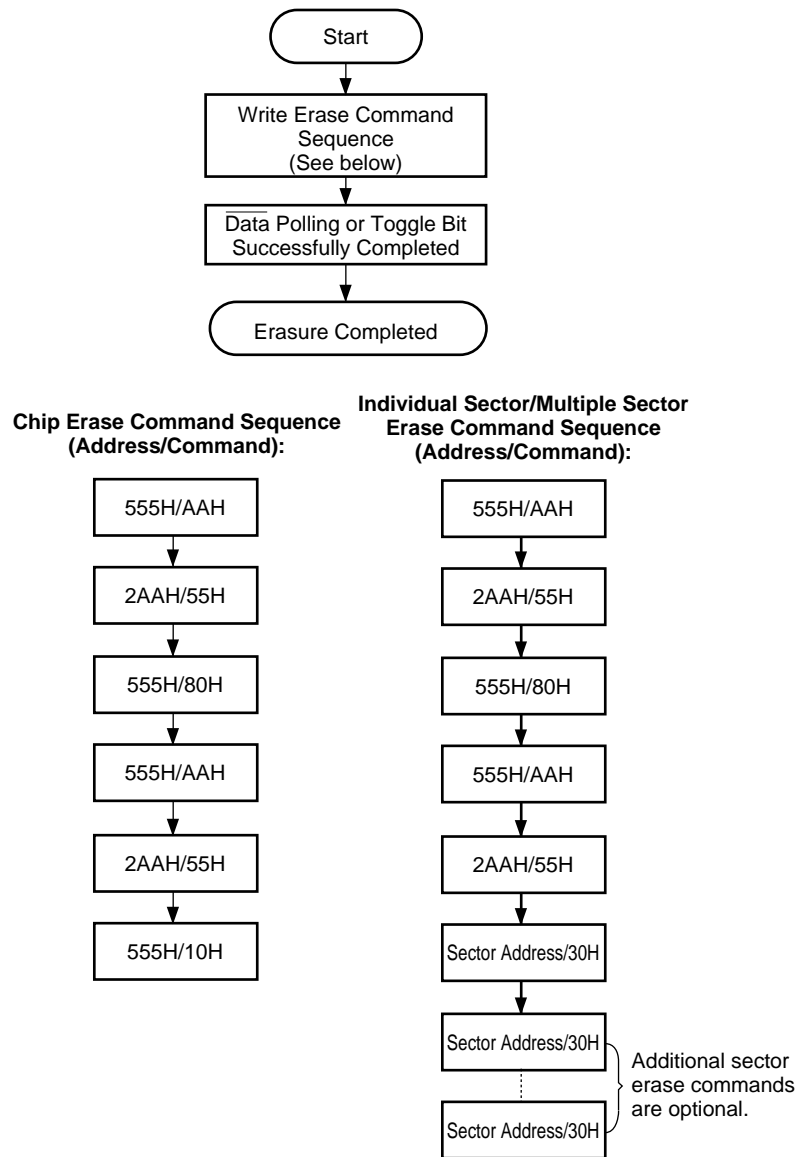 Start
Write Erase Command
Sequence
(See below)
Data Polling or Toggle Bit
Successfully Completed
Erasure Completed
Chip Erase Command Sequence
(Address/Command):
555H/AAH
2AAH/55H
555H/80H
555H/AAH
2AAH/55H
555H/10H
Individual Sector/Multiple Sector
Erase Command Sequence
(Address/Command):
555H/AAH
2AAH/55H
555H/80H
555H/AAH
2AAH/55H
Sector Address/30H
Sector Address/30H
Sector Address/30H
Additional sector
erase commands
are optional.